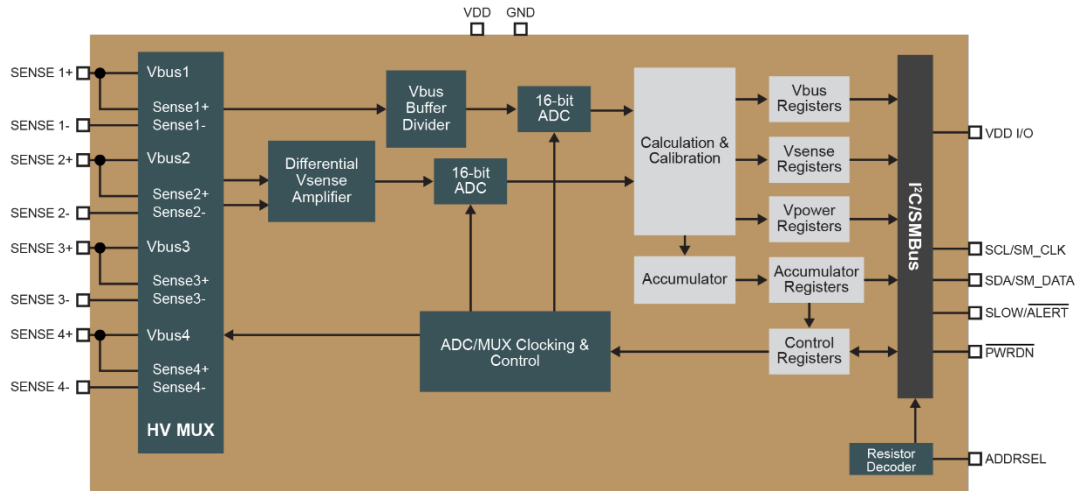 VDD
GND
SENSE 1+
SENSE 1-
SENSE 2+
SENSE 2-
SENSE 3+
SENSE 3-
SENSE 4+
SENSE 4-
Vbus1
Sense1+
Sense1-
Vbus2
Sense2+
Sense2-
Vbus3
Sense3+
Sense3-
Vbus4
Sense4+
Sense4-
HV MUX
Vbus
Buffer
Divider
Differential
Vsense
Amplifier
16-bit
ADC
16-bit
ADC
ADC/MUX Clocking &
Control
Calculation &
Calibration
Accumulator
Vbus
Registers
Vsense
Registers
Vpower
Registers
Accumulator
Registers
Control
Registers
I²C/SMBus
Resistor
Decoder
VDD I/O
SCL/SM_CLK
SDA/SM_DATA
SLOW/ALERT
PWRDN
ADDRSEL